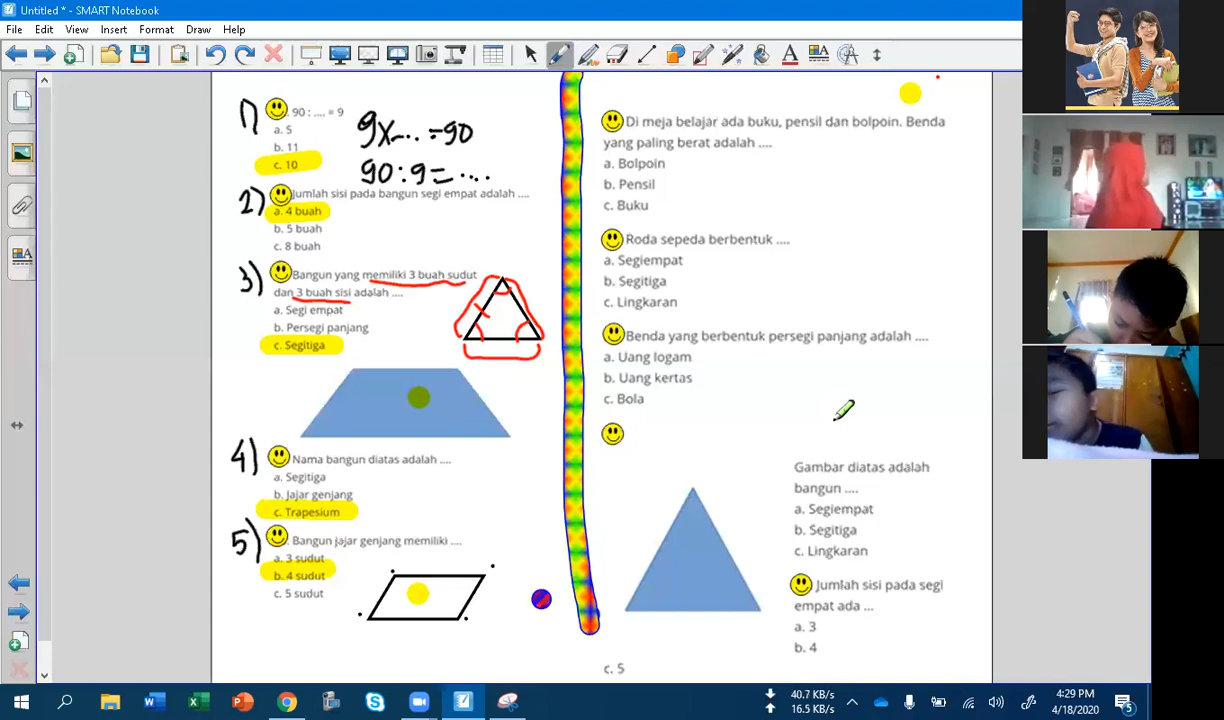 Untitled * - SMART Notebook
File Edit View Insert Format Draw Help
1)
. 90 : .... = 9
a. 5
b. 11
c. 10
9 x ... = 90
90 : 9 = ....
2)
Jumlah sisi pada bangun segi empat adalah ....
a. 4 buah
b. 5 buah
c. 8 buah
3)
Bangun yang memiliki 3 buah sudut
dan 3 buah sisi adalah ....
a. Segi empat
b. Persegi panjang
c. Segitiga
4)
Nama bangun diatas adalah ....
a. Segitiga
b. Jajar genjang
c. Trapesium
5)
. Bangun jajar genjang memiliki ....
a. 3 sudut
b. 4 sudut
c. 5 sudut
Di meja belajar ada buku, pensil dan bolpoin. Benda
yang paling berat adalah ....
a. Bolpoin
b. Pensil
c. Buku
Roda sepeda berbentuk ....
a. Segiempat
b. Segitiga
c. Lingkaran
Benda yang berbentuk persegi panjang adalah ....
a. Uang logam
b. Uang kertas
c. Bola
Gambar diatas adalah
bangun ....
a. Segiempat
b. Segitiga
c. Lingkaran
Jumlah sisi pada segi
empat ada ...
a. 3
b. 4
c. 5
40.7 KB/s
16.5 KB/s
4:29 PM
4/18/2020
5